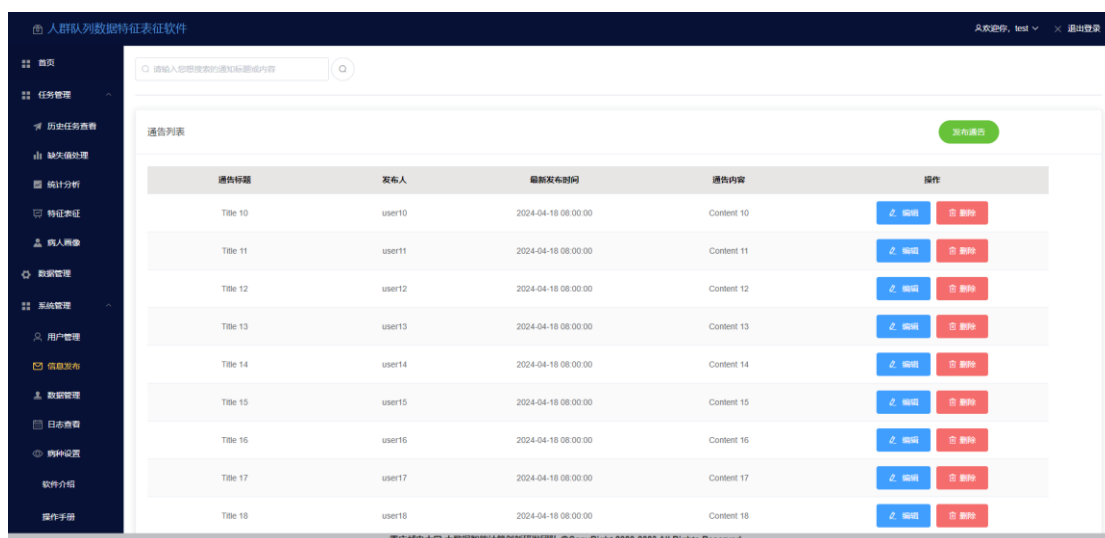 人群队列数据特征表征软件
欢迎你, test
退出登录
首页
任务管理
历史任务查看
缺失值处理
统计分析
特征表征
病人画像
数据管理
系统管理
用户管理
信息发布
数据管理
日志查看
病种设置
软件介绍
操作手册
请输入您想搜索的通知标题或内容
通告列表
发布通告
通告标题 发布人 最新发布时间 通告内容 操作
Title 10 user10 2024-04-18 08:00:00 Content 10 编辑 删除
Title 11 user11 2024-04-18 08:00:00 Content 11 编辑 删除
Title 12 user12 2024-04-18 08:00:00 Content 12 编辑 删除
Title 13 user13 2024-04-18 08:00:00 Content 13 编辑 删除
Title 14 user14 2024-04-18 08:00:00 Content 14 编辑 删除
Title 15 user15 2024-04-18 08:00:00 Content 15 编辑 删除
Title 16 user16 2024-04-18 08:00:00 Content 16 编辑 删除
Title 17 user17 2024-04-18 08:00:00 Content 17 编辑 删除
Title 18 user18 2024-04-18 08:00:00 Content 18 编辑 删除